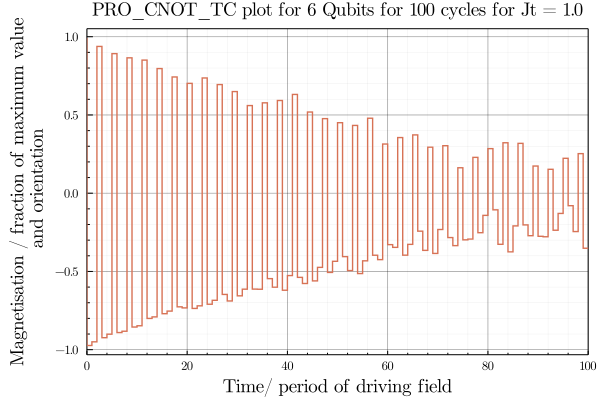 PRO_CNOT_TC plot for 6 Qubits for 100 cycles for Jt = 1.0
Magnetisation / fraction of maximum value
and orientation
1.0
0.5
0.0
−0.5
−1.0
0 20 40 60 80 100
Time/ period of driving field